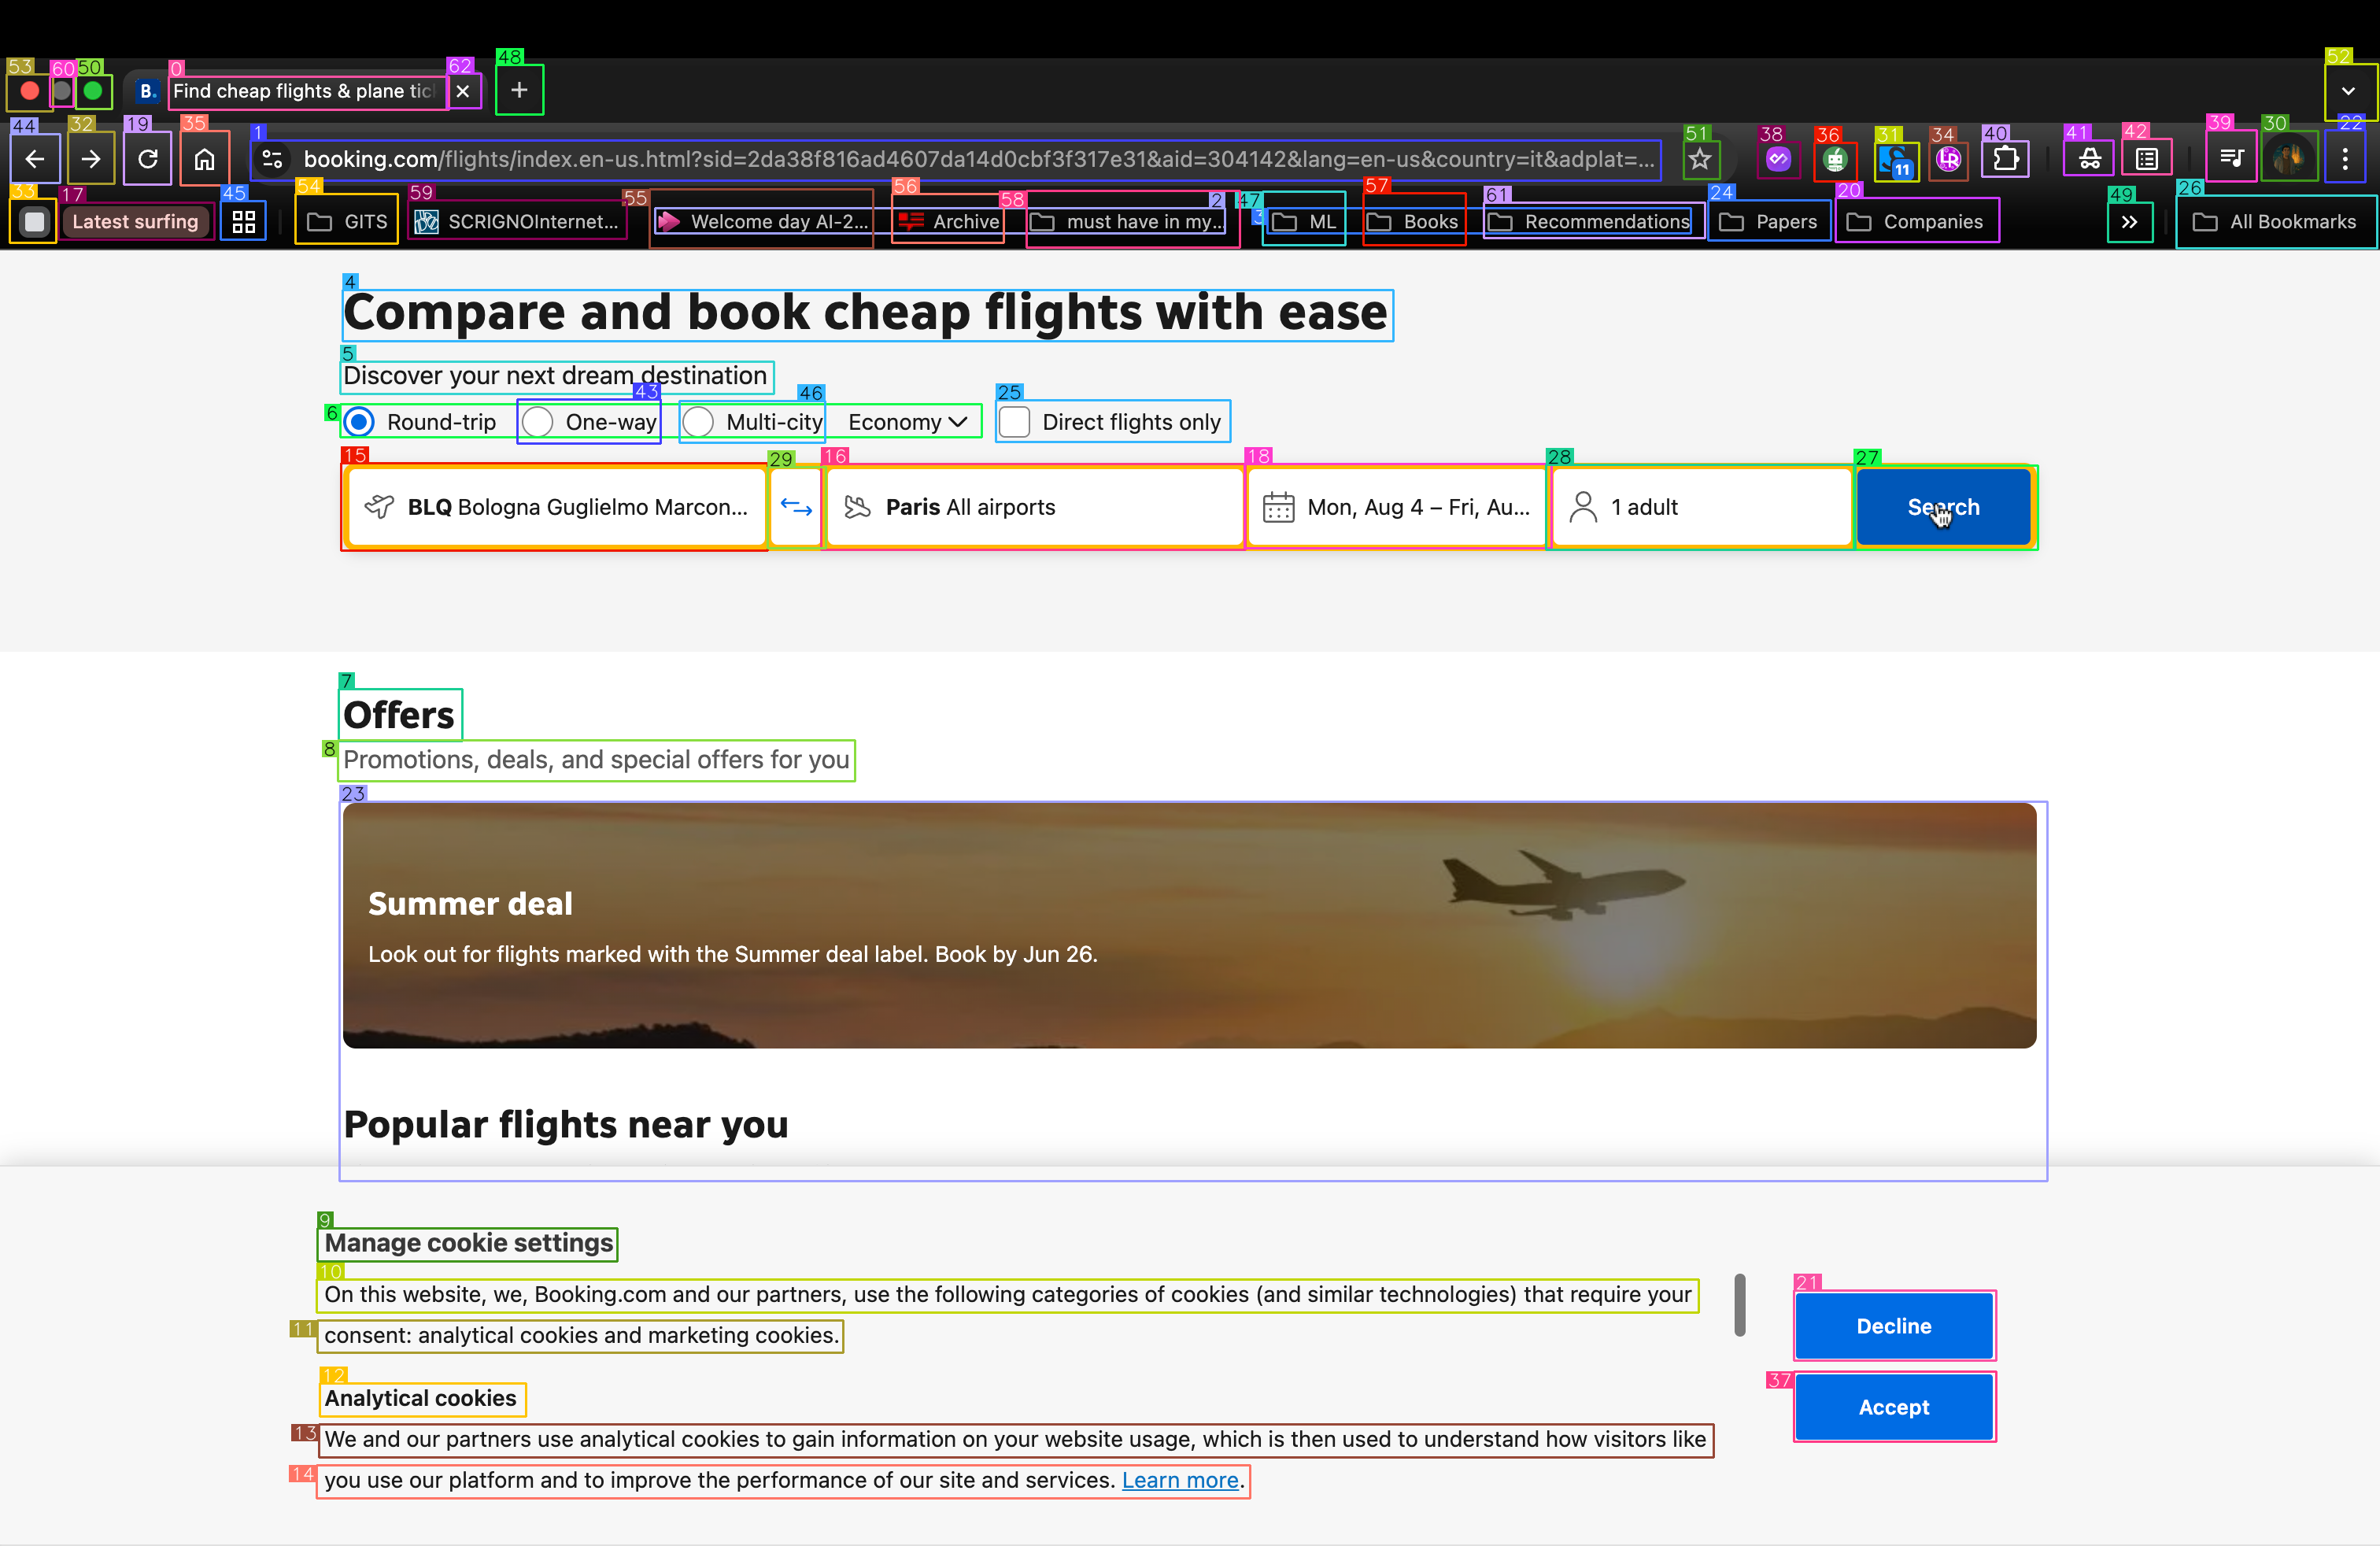 53 60 50 0 62 48 52
B. Find cheap flights & plane tic
44 32 19 35 1 51 38 36 31 34 40 41 42 39 30 22
booking.com/flights/index.en-us.html?sid=2da38f816ad4607da14d0cbf3f317e31&aid=304142&lang=en-us&country=it&adplat=...
11
33 17 45 54 59 55 56 58 2 47 3 57 61 24 20 49 26
Latest surfing GITS SCRIGNOInternet... Welcome day AI-2... Archive must have in my... ML Books Recommendations Papers Companies All Bookmarks
4
Compare and book cheap flights with ease
5
Discover your next dream destination
6 43 46 25
Round-trip One-way Multi-city Economy Direct flights only
15 29 16 18 28 27
BLQ Bologna Guglielmo Marcon... Paris All airports Mon, Aug 4 – Fri, Au... 1 adult Search
7
Offers
8
Promotions, deals, and special offers for you
23
Summer deal
Look out for flights marked with the Summer deal label. Book by Jun 26.
Popular flights near you
9
Manage cookie settings
10
On this website, we, Booking.com and our partners, use the following categories of cookies (and similar technologies) that require your
11
consent: analytical cookies and marketing cookies.
12
Analytical cookies
13
We and our partners use analytical cookies to gain information on your website usage, which is then used to understand how visitors like
14
you use our platform and to improve the performance of our site and services. Learn more.
21
Decline
37
Accept